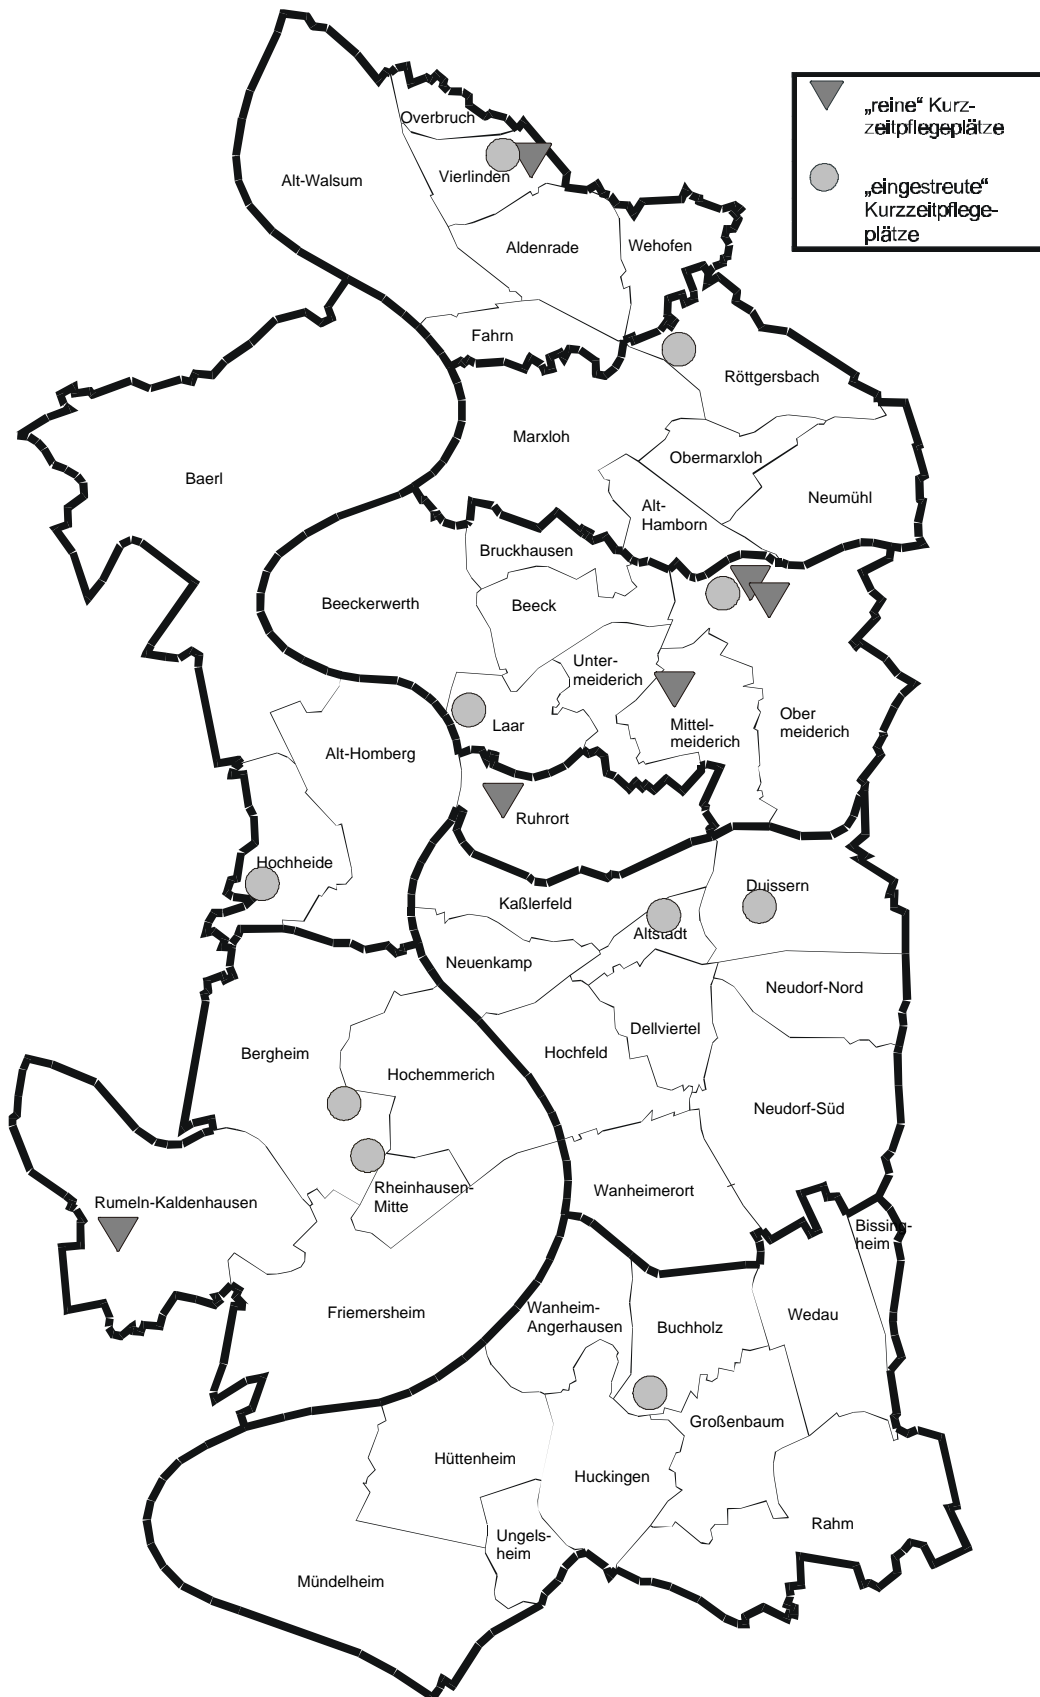 „reine“ Kurz-
zeitpflegeplätze
„eingestreute“
Kurzzeitpflege-
plätze
Overbruch
Alt-Walsum
Vierlinden
Aldenrade
Wehofen
Fahrn
Röttgersbach
Marxloh
Obermarxloh
Baerl
Neumühl
Alt-
Hamborn
Bruckhausen
Beeckerwerth
Beeck
Unter-
meiderich
Laar
Mittel-
meiderich
Ober
meiderich
Alt-Homberg
Ruhrort
Hochheide
Duissern
Kaßlerfeld
Altstadt
Neuenkamp
Neudorf-Nord
Dellviertel
Bergheim
Hochfeld
Hochemmerich
Neudorf-Süd
Rumeln-Kaldenhausen
Rheinhausen-
Mitte
Wanheimerort
Bissing-
heim
Friemersheim
Wanheim-
Angerhausen
Buchholz
Wedau
Großenbaum
Hüttenheim
Huckingen
Rahm
Ungels-
heim
Mündelheim